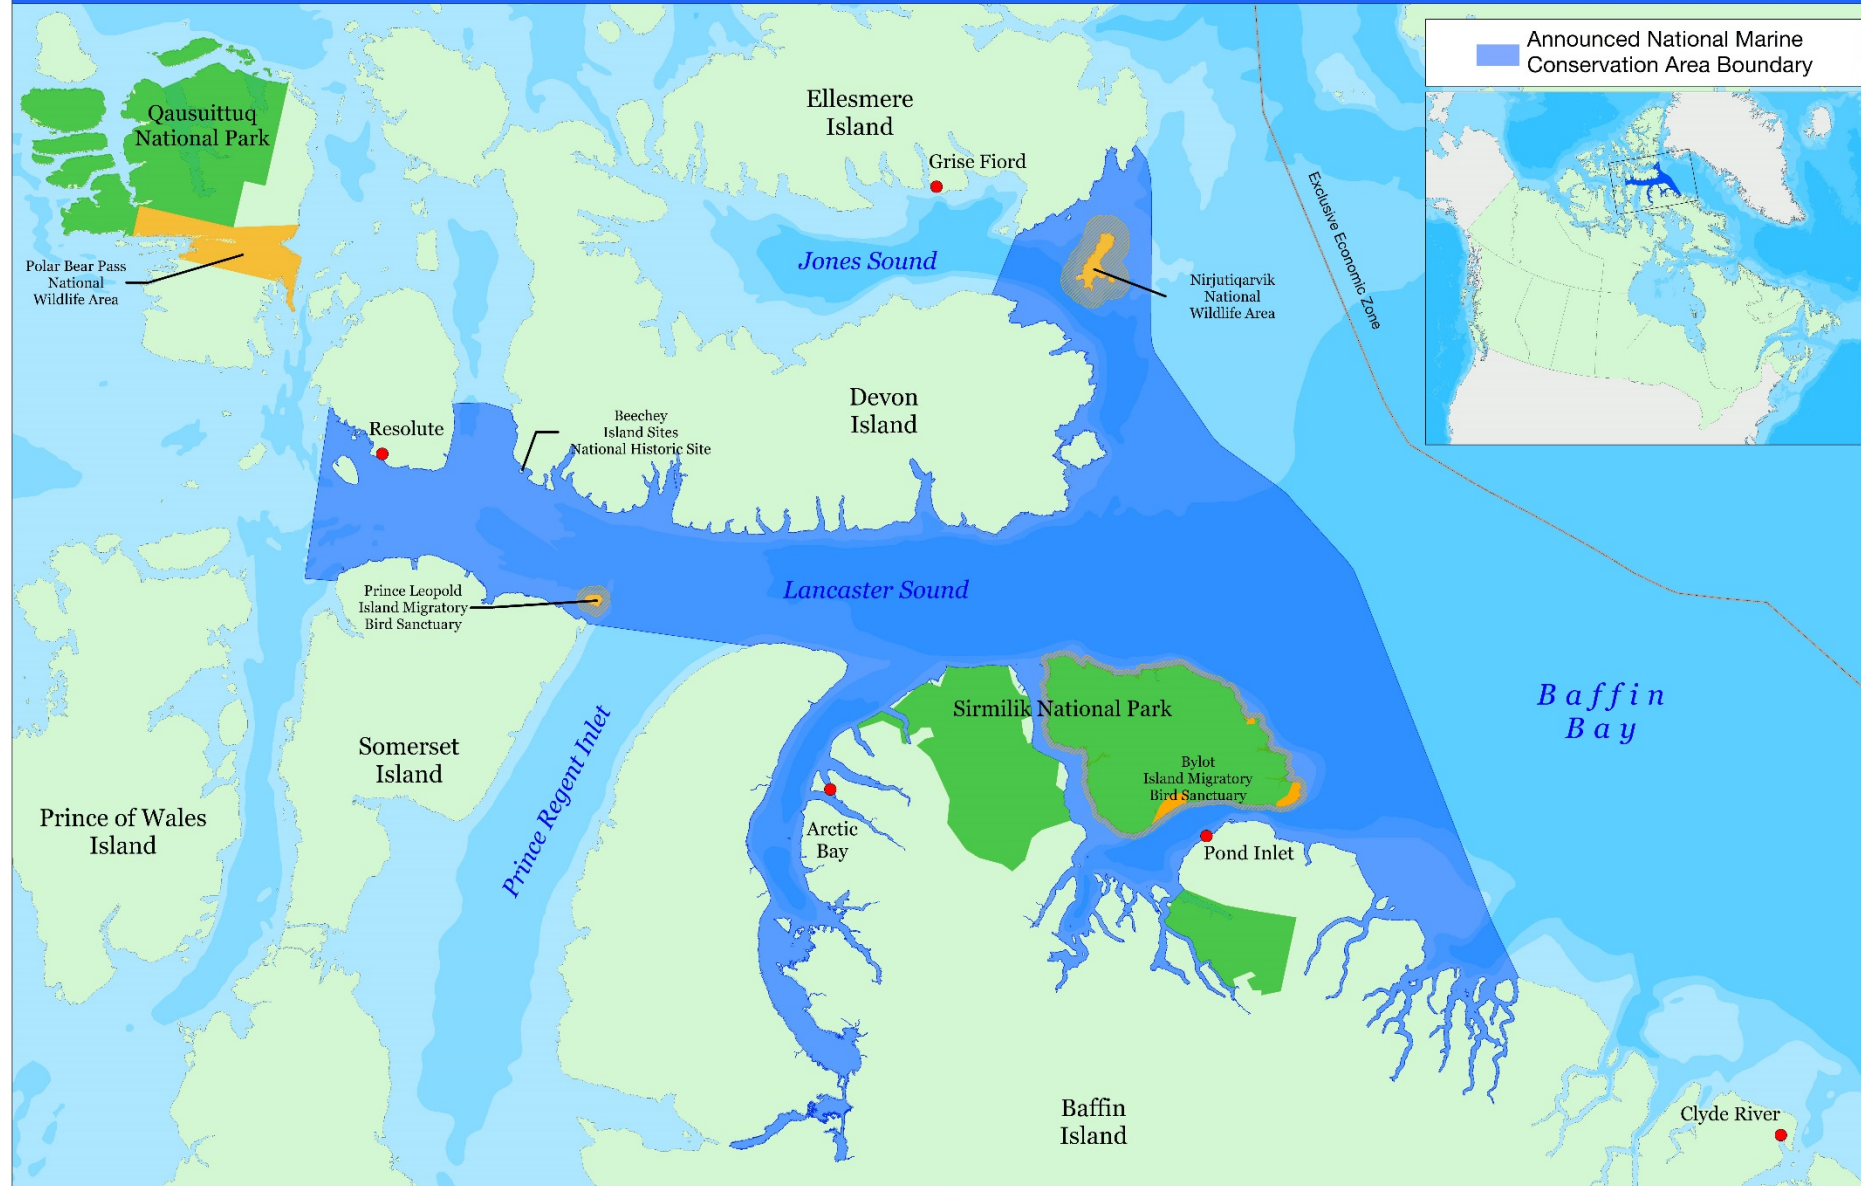 Announced National Marine
Conservation Area Boundary
Qausuittuq
National Park
Ellesmere
Island
Grise Fiord
Exclusive Economic Zone
Polar Bear Pass
National
Wildlife Area
Jones Sound
Nirjutiqarvik
National
Wildlife Area
Devon
Island
Resolute
Beechey
Island Sites
National Historic Site
Prince Leopold
Island Migratory
Bird Sanctuary
Lancaster Sound
Baffin
Bay
Sirmilik National Park
Somerset
Island
Prince Regent Inlet
Bylot
Island Migratory
Bird Sanctuary
Prince of Wales
Island
Arctic
Bay
Pond Inlet
Baffin
Island
Clyde River